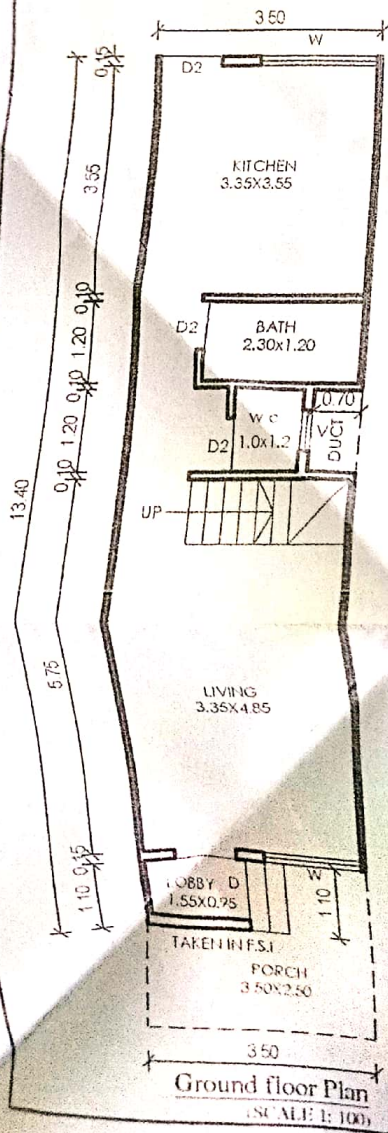 3.50
W
D2
0.15
KITCHEN
3.35X3.55
3.55
0.10
D2
BATH
2.30x1.20
1.20
0.10
0.70
W C
1.0x1.2
V
DUCT
D2
1.20
0.10
UP
13.40
5.75
LIVING
3.35X4.85
0.15
LOBBY D
1.55X0.95
W
1.10
1.10
TAKEN IN F.S.I.
PORCH
3.50X2.50
3.50
Ground floor Plan
(SCALE 1: 100)